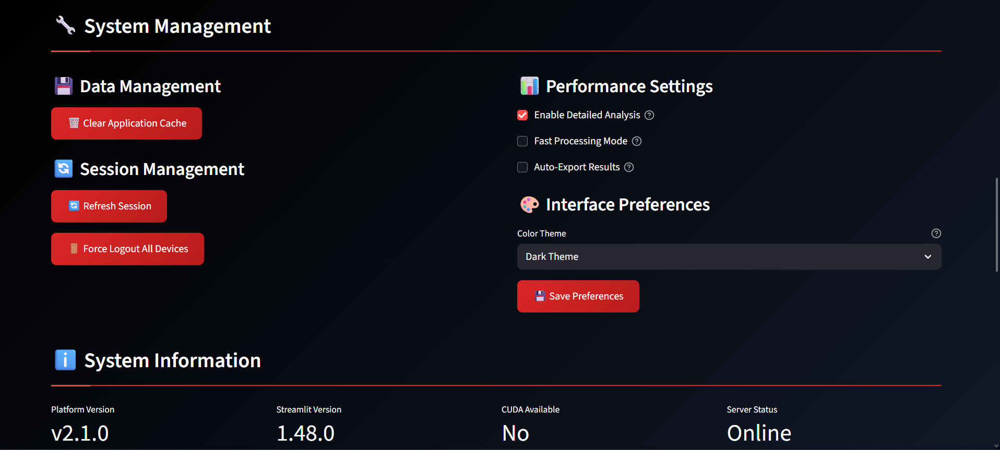 System Management
Data Management
Clear Application Cache
Session Management
Refresh Session
Force Logout All Devices
Performance Settings
Enable Detailed Analysis
Fast Processing Mode
Auto-Export Results
Interface Preferences
Color Theme
Dark Theme
Save Preferences
System Information
Platform Version
v2.1.0
Streamlit Version
1.48.0
CUDA Available
No
Server Status
Online